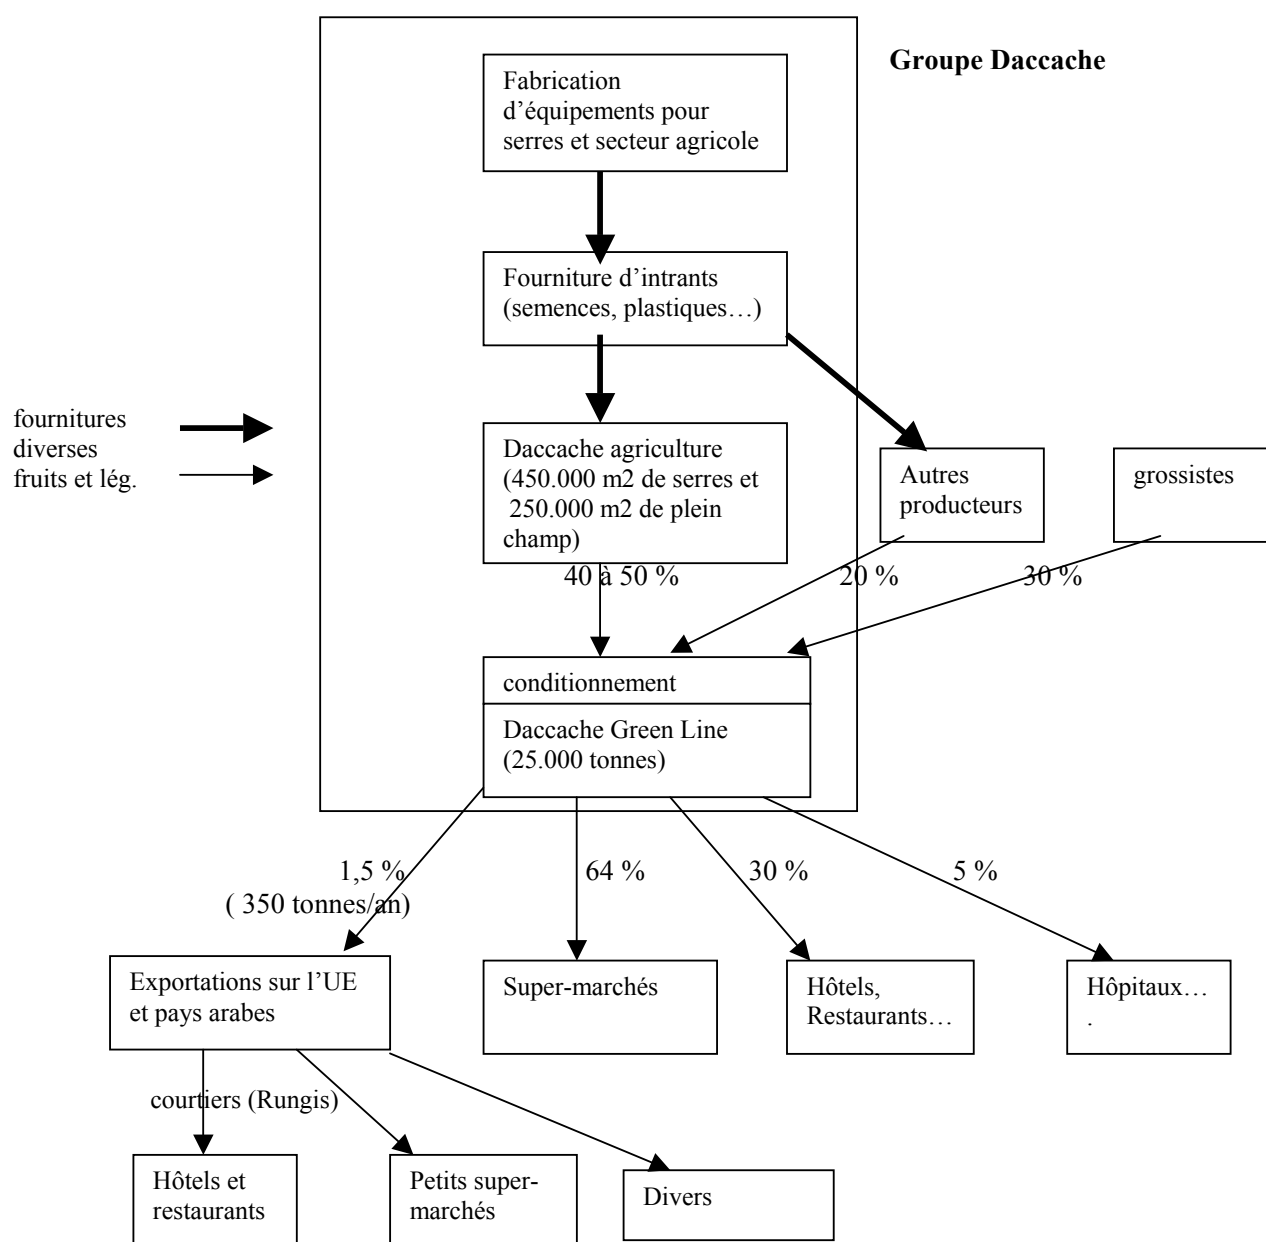 Groupe Daccache
Fabrication
d’équipements pour
serres et secteur agricole
Fourniture d’intrants
(semences, plastiques…)
fournitures
diverses
fruits et lég.
Daccache agriculture
(450.000 m2 de serres et
250.000 m2 de plein
champ)
Autres
producteurs
grossistes
40 à 50 %
20 %
30 %
conditionnement
Daccache Green Line
(25.000 tonnes)
1,5 %
( 350 tonnes/an)
64 %
30 %
5 %
Exportations sur l’UE
et pays arabes
Super-marchés
Hôtels,
Restaurants…
Hôpitaux…
.
courtiers (Rungis)
Hôtels et
restaurants
Petits super-
marchés
Divers